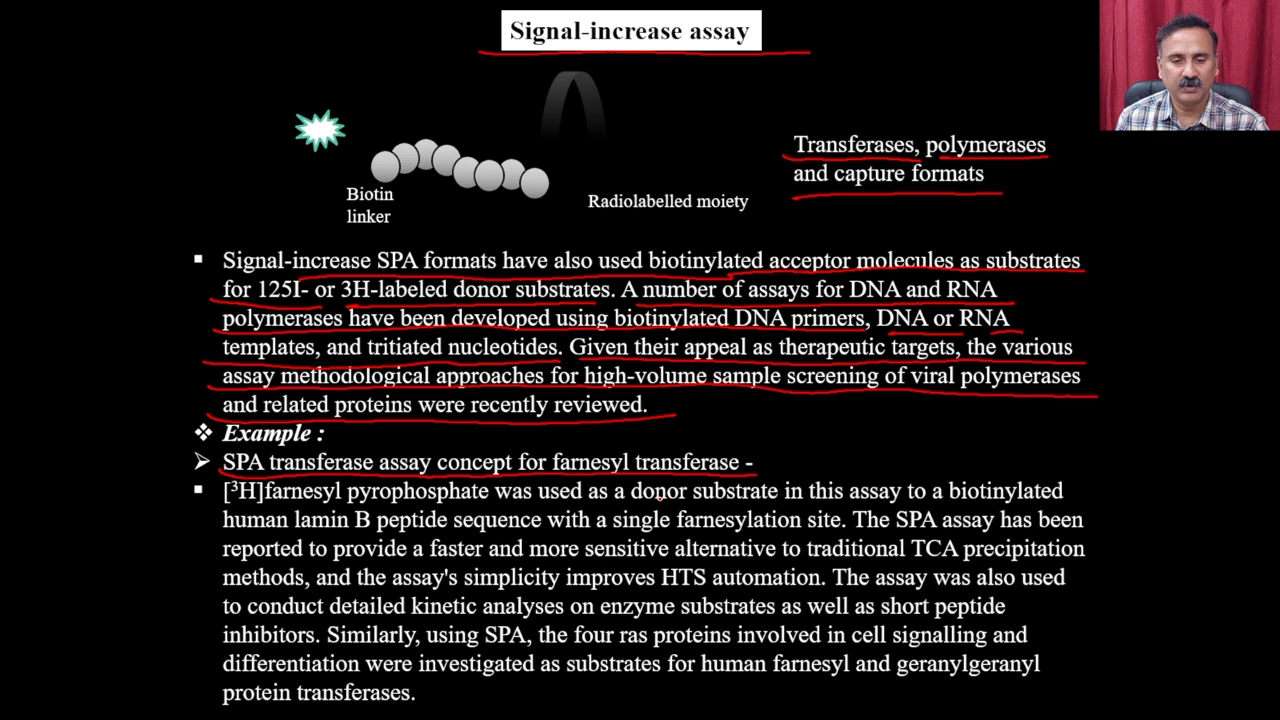 Signal-increase assay
Transferases, polymerases
and capture formats
Biotin
linker
Radiolabelled moiety
▪ Signal-increase SPA formats have also used biotinylated acceptor molecules as substrates
for 125I- or 3H-labeled donor substrates. A number of assays for DNA and RNA
polymerases have been developed using biotinylated DNA primers, DNA or RNA
templates, and tritiated nucleotides. Given their appeal as therapeutic targets, the various
assay methodological approaches for high-volume sample screening of viral polymerases
and related proteins were recently reviewed.
❖ Example :
➢ SPA transferase assay concept for farnesyl transferase -
▪ [³H]farnesyl pyrophosphate was used as a donor substrate in this assay to a biotinylated
human lamin B peptide sequence with a single farnesylation site. The SPA assay has been
reported to provide a faster and more sensitive alternative to traditional TCA precipitation
methods, and the assay's simplicity improves HTS automation. The assay was also used
to conduct detailed kinetic analyses on enzyme substrates as well as short peptide
inhibitors. Similarly, using SPA, the four ras proteins involved in cell signalling and
differentiation were investigated as substrates for human farnesyl and geranylgeranyl
protein transferases.